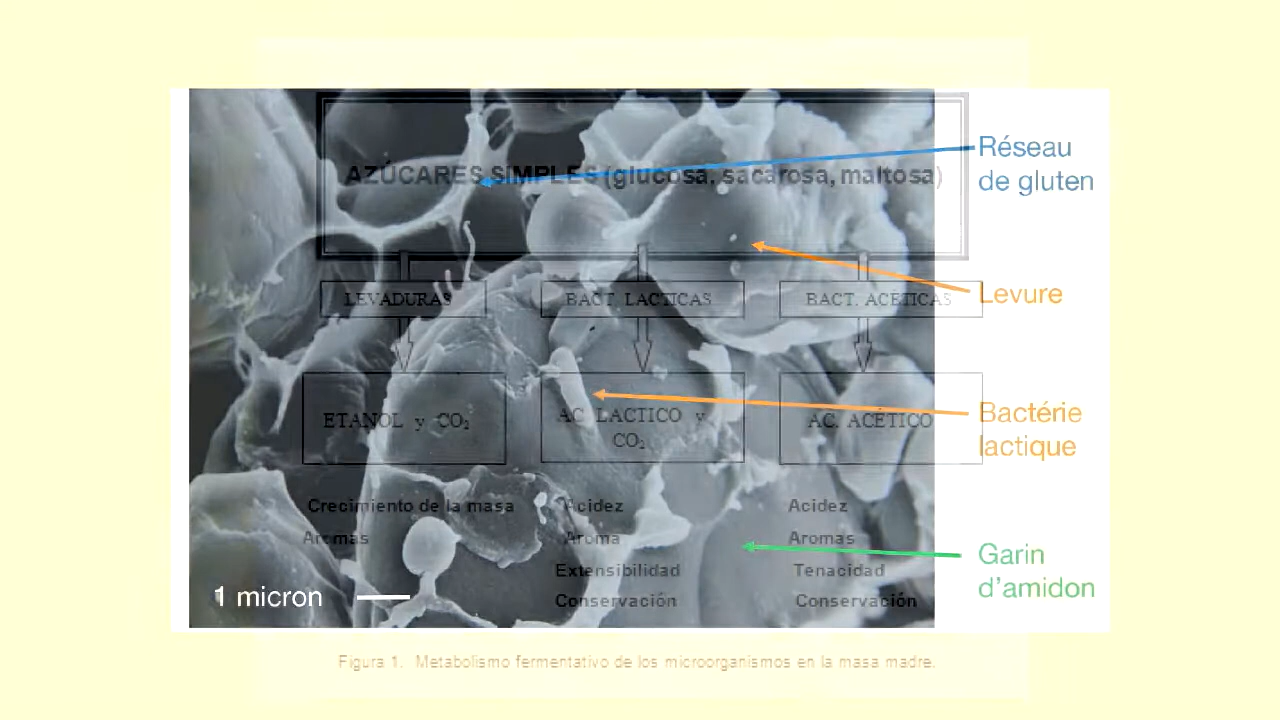 AZÚCARES SIMPLES (glucosa, sacarosa, maltosa)
Réseau
de gluten
LEVADURAS
BACT. LACTICAS
BACT. ACETICAS
Levure
ETANOL y CO₂
AC. LACTICO y
CO₂
AC. ACÉTICO
Bactérie
lactique
Crecimiento de la masa
Aromas
Acidez
Aroma
Extensibilidad
Conservación
Acidez
Aromas
Tenacidad
Conservación
Garin
d'amidon
1 micron
Figura 1. Metabolismo fermentativo de los microorganismos en la masa madre.